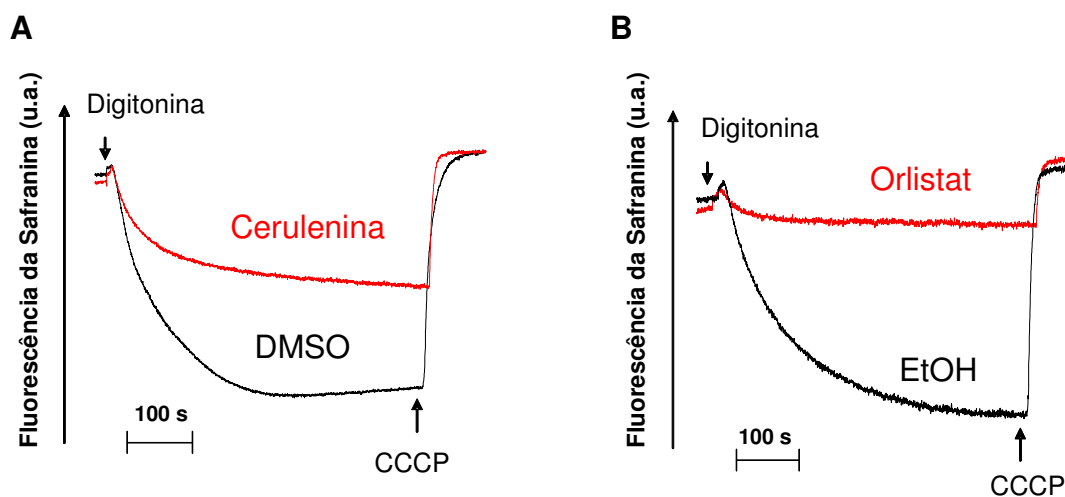 A
Fluorescência da Safranina (u.a.)
Digitonina
Cerulenina
DMSO
100 s
CCCP
B
Fluorescência da Safranina (u.a.)
Digitonina
Orlistat
EtOH
100 s
CCCP